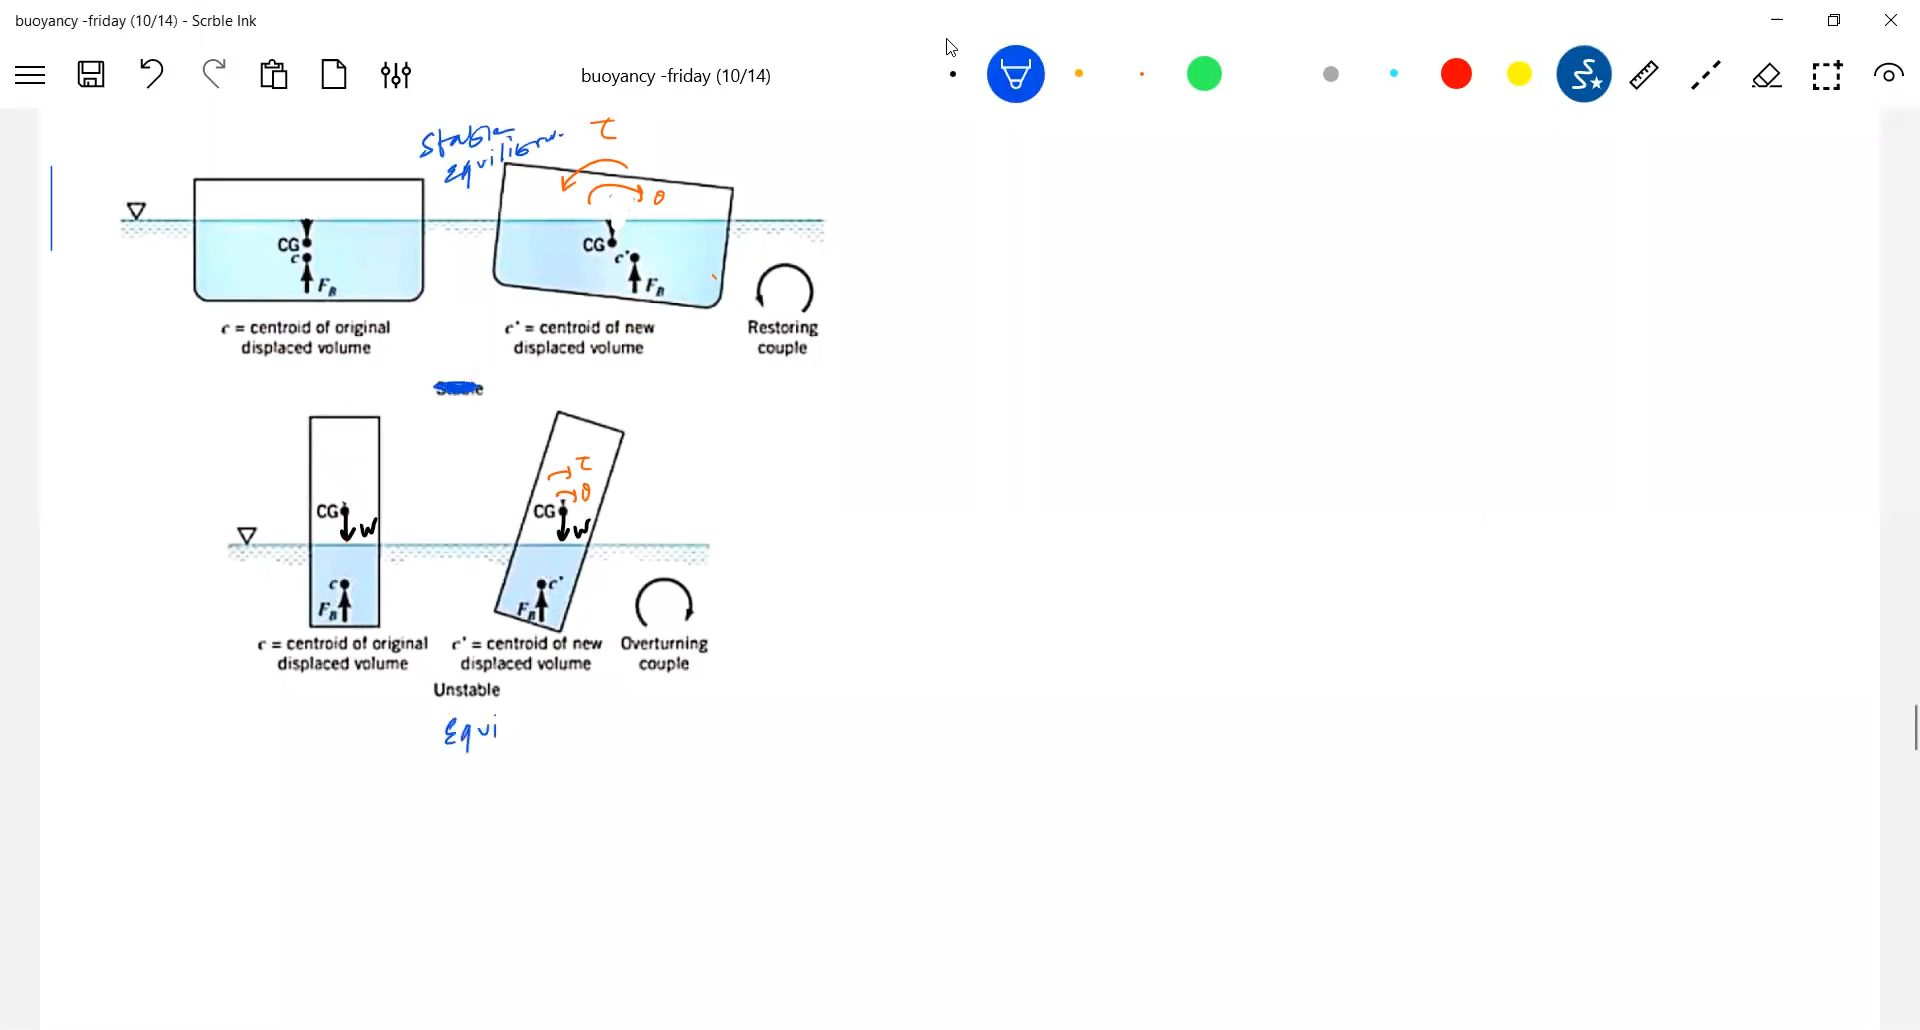 buoyancy -friday (10/14) - Scrble Ink
buoyancy -friday (10/14)
Stable
Equilibrium.
τ
θ
CG
c
F_B
CG
c'
F_B
c = centroid of original
displaced volume
c' = centroid of new
displaced volume
Restoring
couple
τ
θ
CG
W
CG
W
c
F_B
c'
F_B
c = centroid of original
displaced volume
c' = centroid of new
displaced volume
Overturning
couple
Unstable
Equi